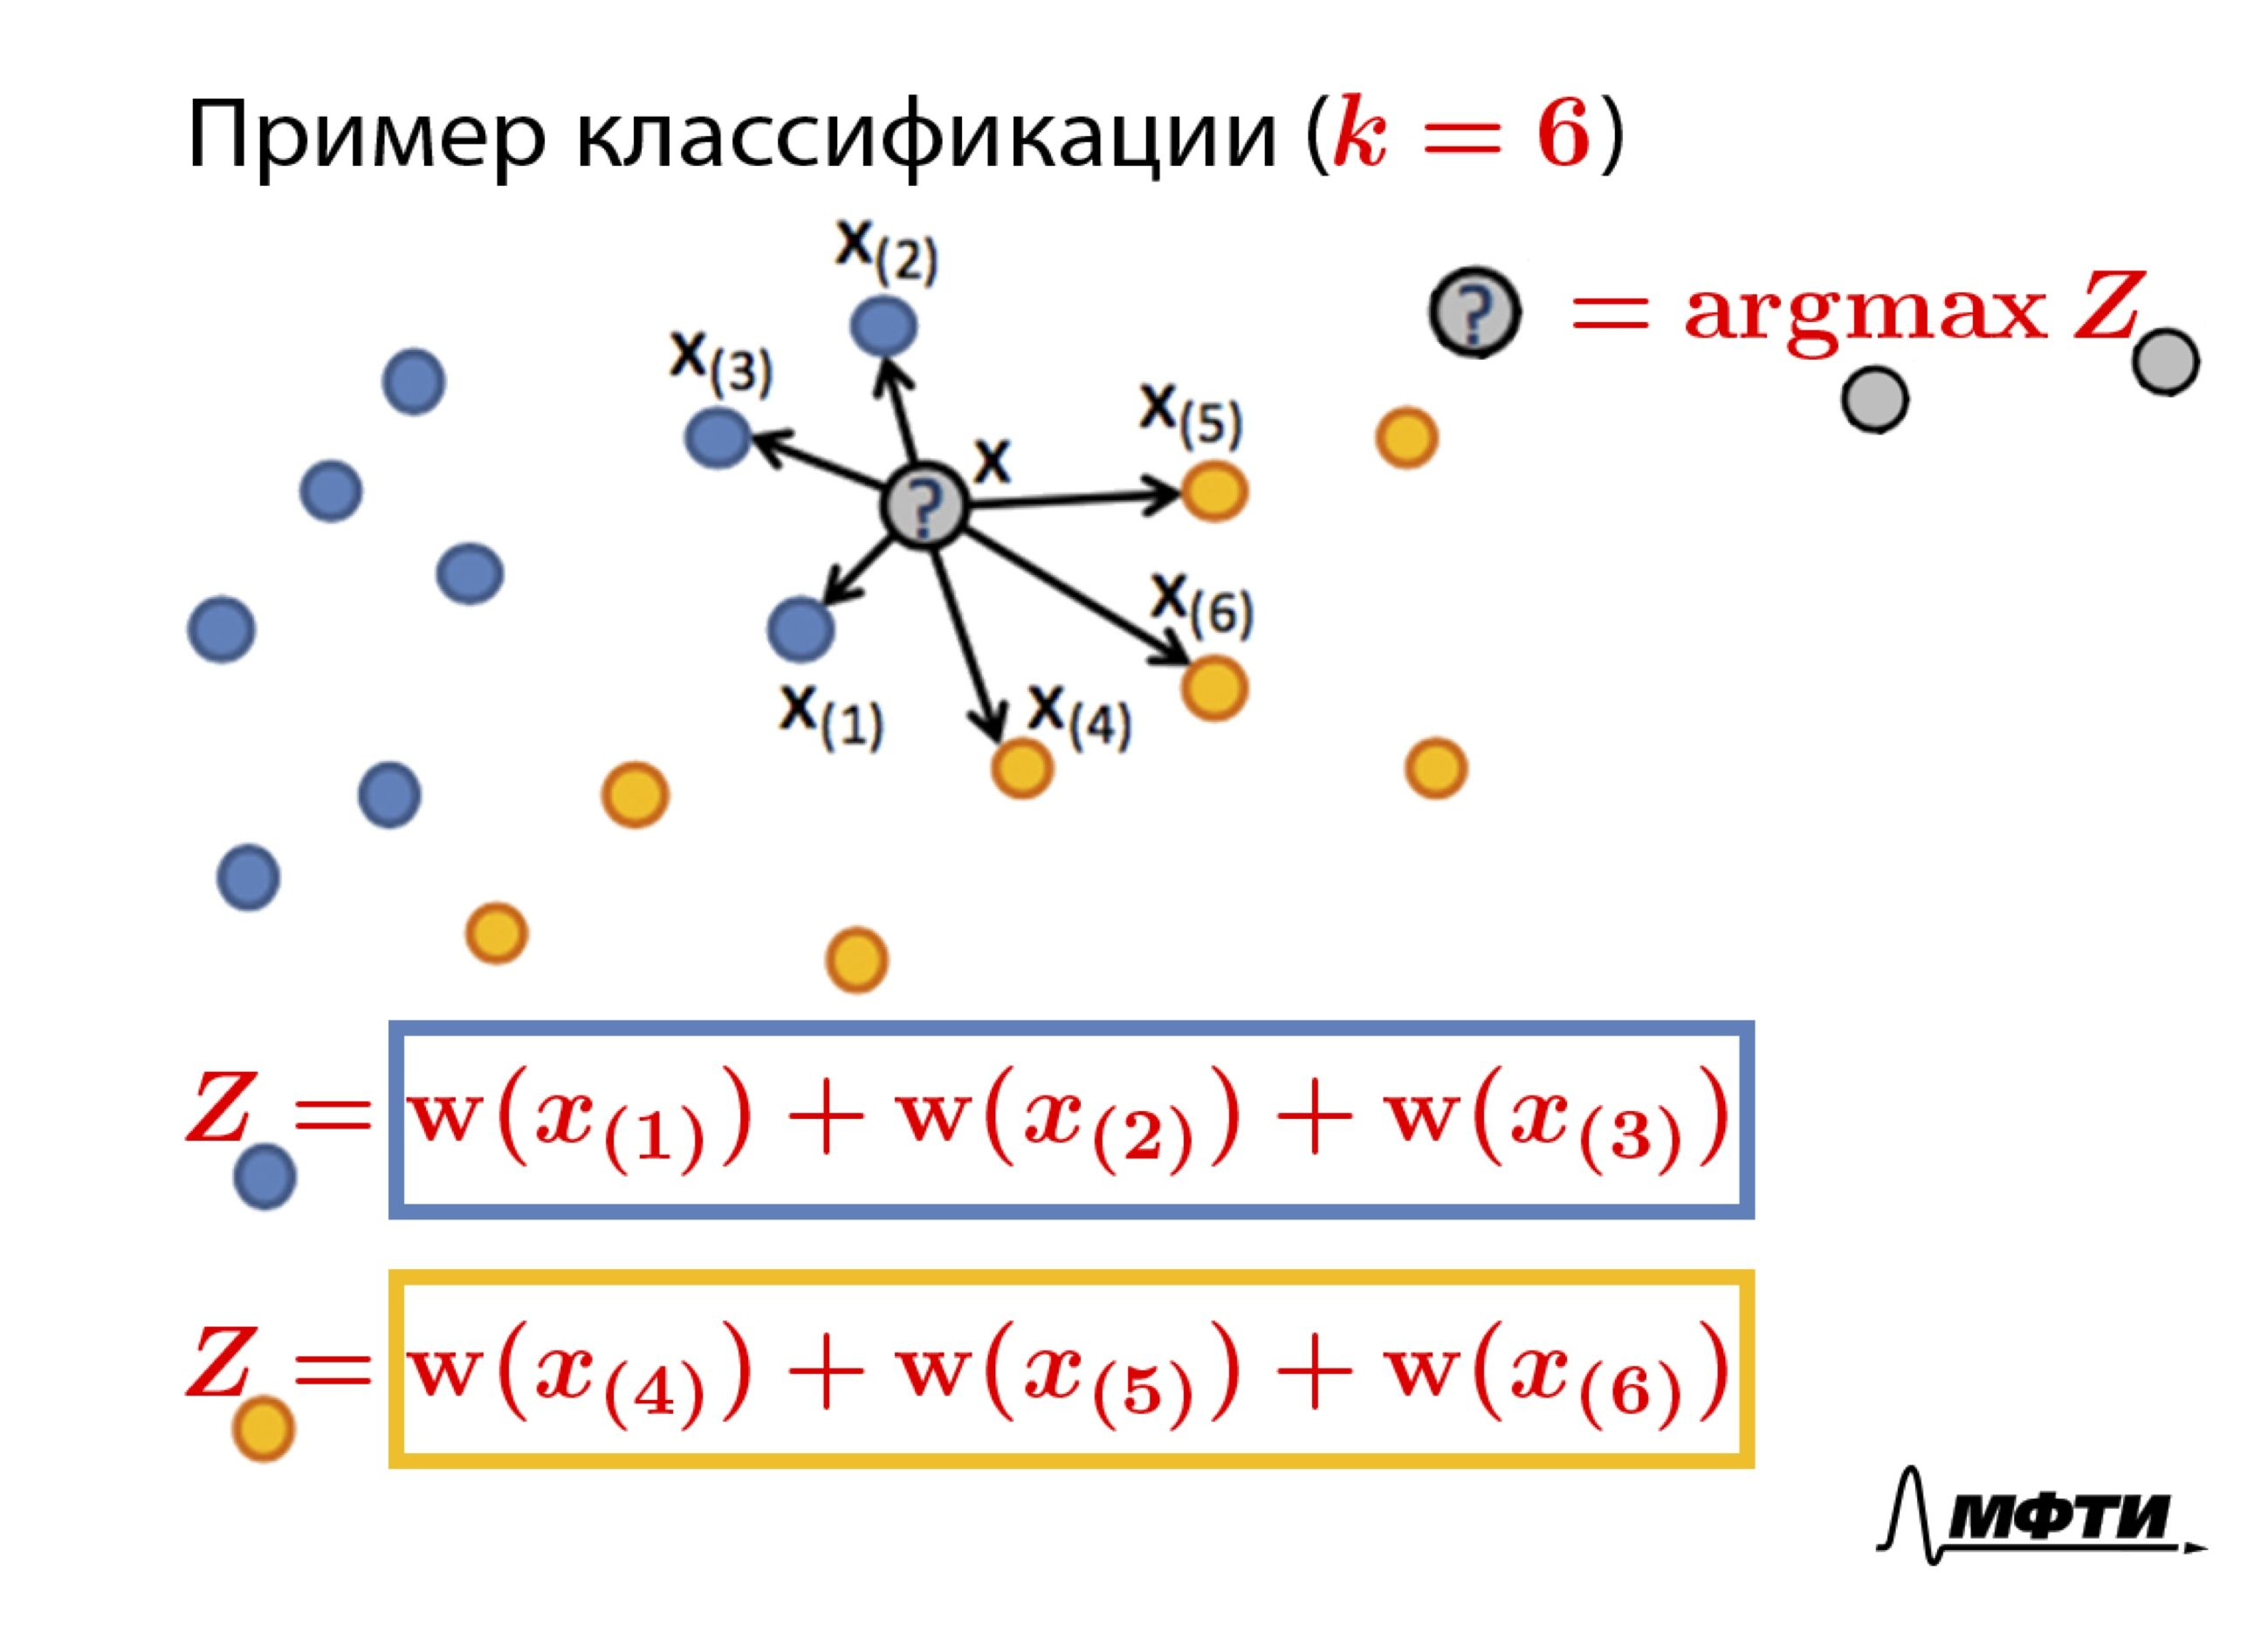 Пример классификации (k = 6)
x(2)
? = argmax Z
x(3)
x(5)
x
?
x(6)
x(1)
x(4)
Z = w(x(1)) + w(x(2)) + w(x(3))
Z = w(x(4)) + w(x(5)) + w(x(6))
МФТИ